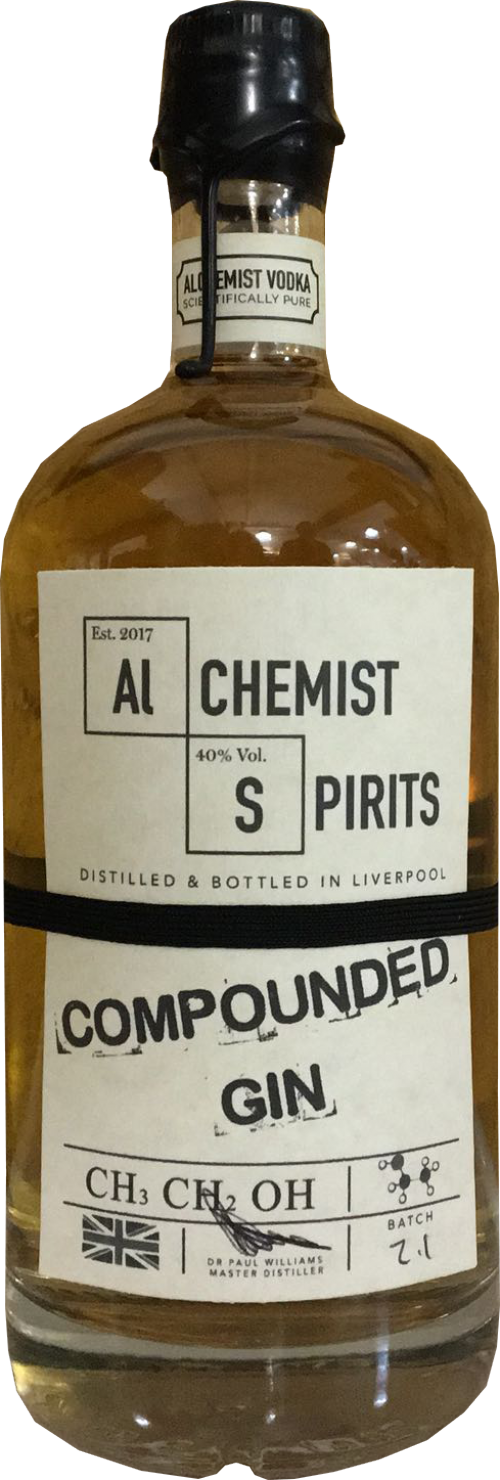 ALCHEMIST VODKA
SCIENTIFICALLY PURE
Est. 2017
Al CHEMIST
40% Vol.
S PIRITS
DISTILLED & BOTTLED IN LIVERPOOL
COMPOUNDED
GIN
CH₃ CH₂ OH
BATCH
2.1
DR PAUL WILLIAMS
MASTER DISTILLER